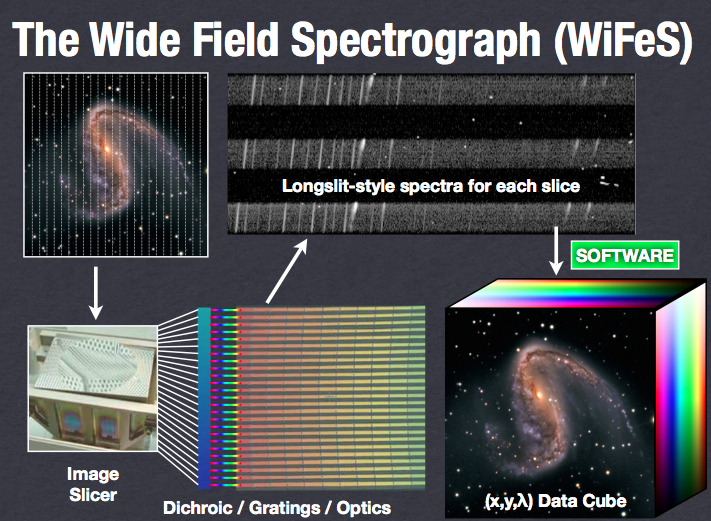 The Wide Field Spectrograph (WiFeS)
Longslit-style spectra for each slice
SOFTWARE
Image
Slicer
Dichroic / Gratings / Optics
(x,y,λ) Data Cube